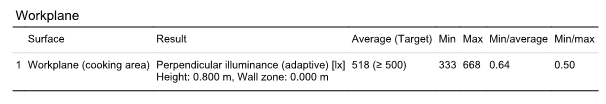 Workplane
Surface Result Average (Target) Min Max Min/average Min/max
1 Workplane (cooking area) Perpendicular illuminance (adaptive) [lx] 518 (≥ 500) 333 668 0.64 0.50
Height: 0.800 m, Wall zone: 0.000 m